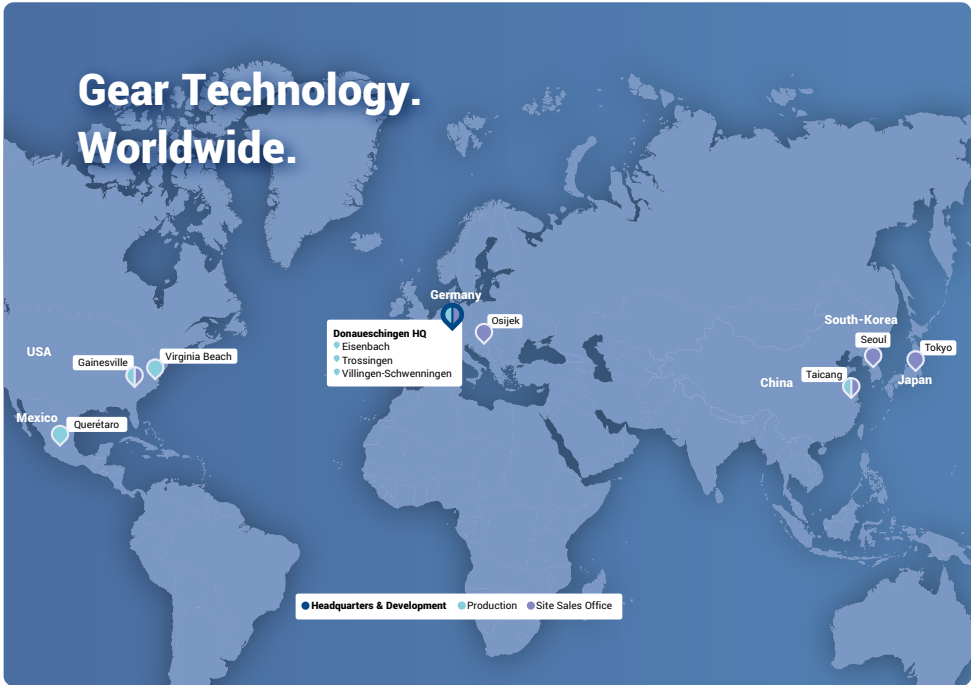 Gear Technology.
Worldwide.
Germany
Donaueschingen HQ
Eisenbach
Trossingen
Villingen-Schwenningen
Osijek
USA
Gainesville
Virginia Beach
Mexico
Querétaro
South-Korea
Seoul
Tokyo
Japan
China
Taicang
Headquarters & Development Production Site Sales Office